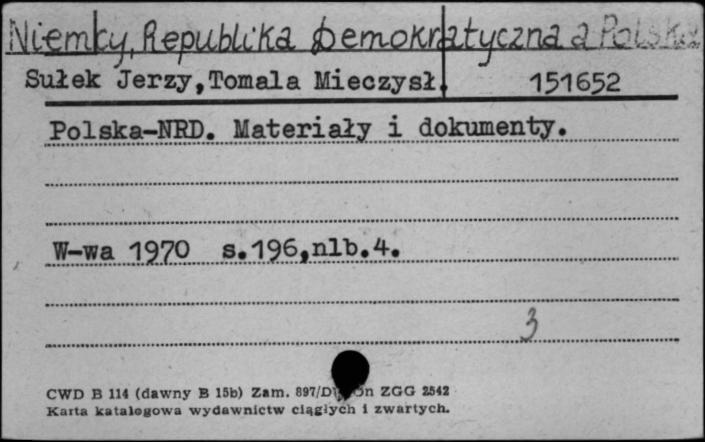 Niemcy, Republika Demokratyczna a Polska
Sułek Jerzy, Tomala Mieczysł. 151652
Polska-NRD. Materiały i dokumenty.
W-wa 1970 s.196,nlb.4.
3
CWD B 114 (dawny B 15b) Zam. 897/ ZGG 2542
Karta katalogowa wydawnictw ciągłych i zwartych.